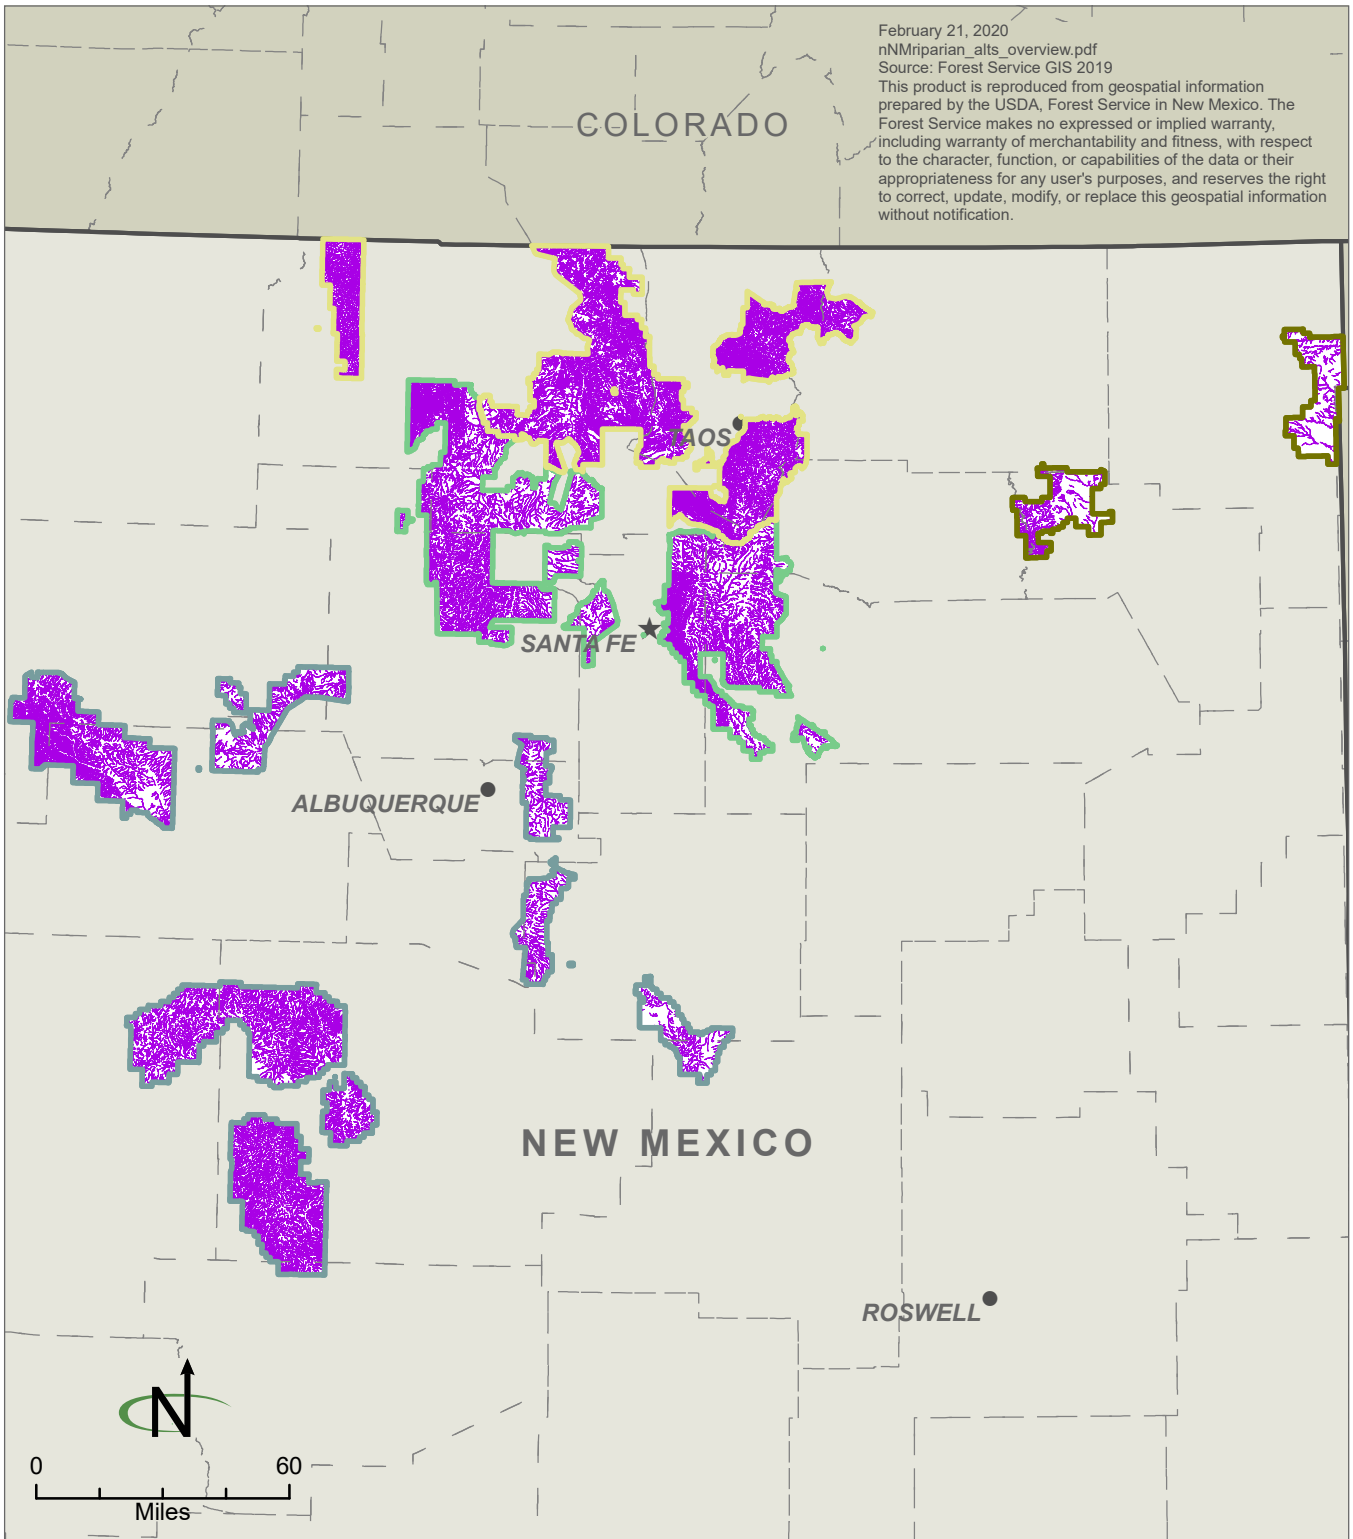 February 21, 2020
nNMriparian_alts_overview.pdf
Source: Forest Service GIS 2019
This product is reproduced from geospatial information
prepared by the USDA, Forest Service in New Mexico. The
Forest Service makes no expressed or implied warranty,
including warranty of merchantability and fitness, with respect
to the character, function, or capabilities of the data or their
appropriateness for any user's purposes, and reserves the right
to correct, update, modify, or replace this geospatial information
without notification.
COLORADO
TAOS
SANTA FE
ALBUQUERQUE
NEW MEXICO
ROSWELL
N
0 60
Miles